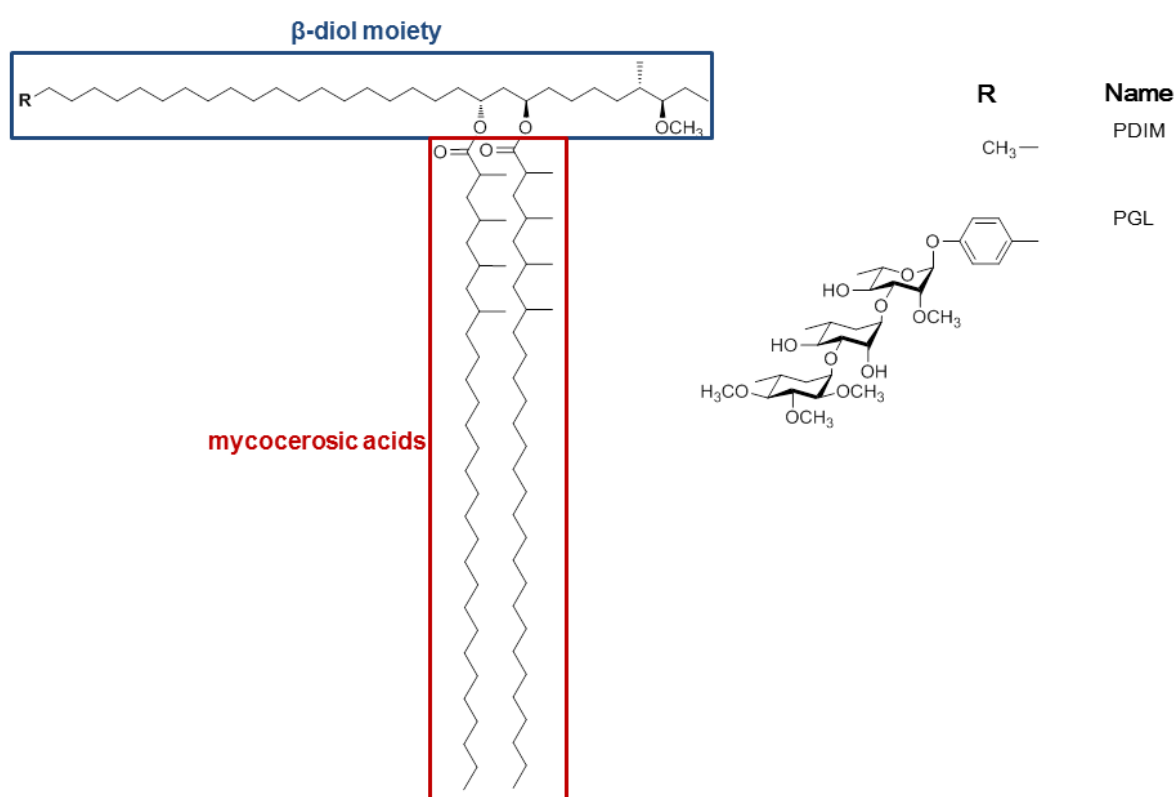 β-diol moiety
R
O
O
OCH3
O
O
mycocerosic acids
R
Name
CH3
PDIM
PGL
O
O
HO
O
OCH3
HO
O
OH
H3CO
OCH3
OCH3